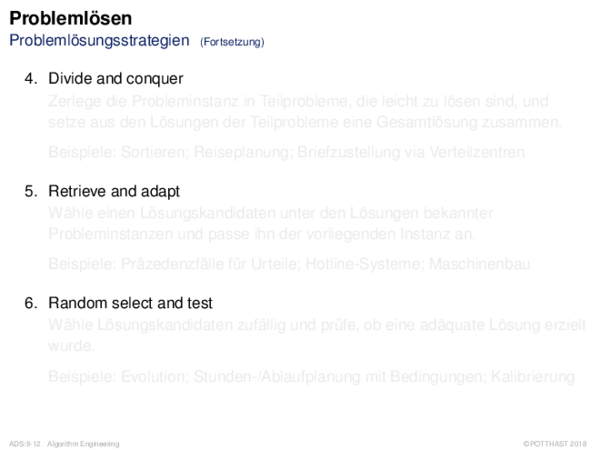 Problemlösen
Problemlösungsstrategien (Fortsetzung)
4. Divide and conquer
Zerlege die Probleminstanz in Teilprobleme, die leicht zu lösen sind, und
setze aus den Lösungen der Teilprobleme eine Gesamtlösung zusammen.
Beispiele: Sortieren; Reiseplanung; Briefzustellung via Verteilzentren
5. Retrieve and adapt
Wähle einen Lösungskandidaten unter den Lösungen bekannter
Probleminstanzen und passe ihn der vorliegenden Instanz an.
Beispiele: Präzedenzfälle für Urteile; Hotline-Systeme; Maschinenbau
6. Random select and test
Wähle Lösungskandidaten zufällig und prüfe, ob eine adäquate Lösung erzielt
wurde.
Beispiele: Evolution; Stunden-/Ablaufplanung mit Bedingungen; Kalibrierung
ADS:II-12 Algorithm Engineering © POTTHAST 2018